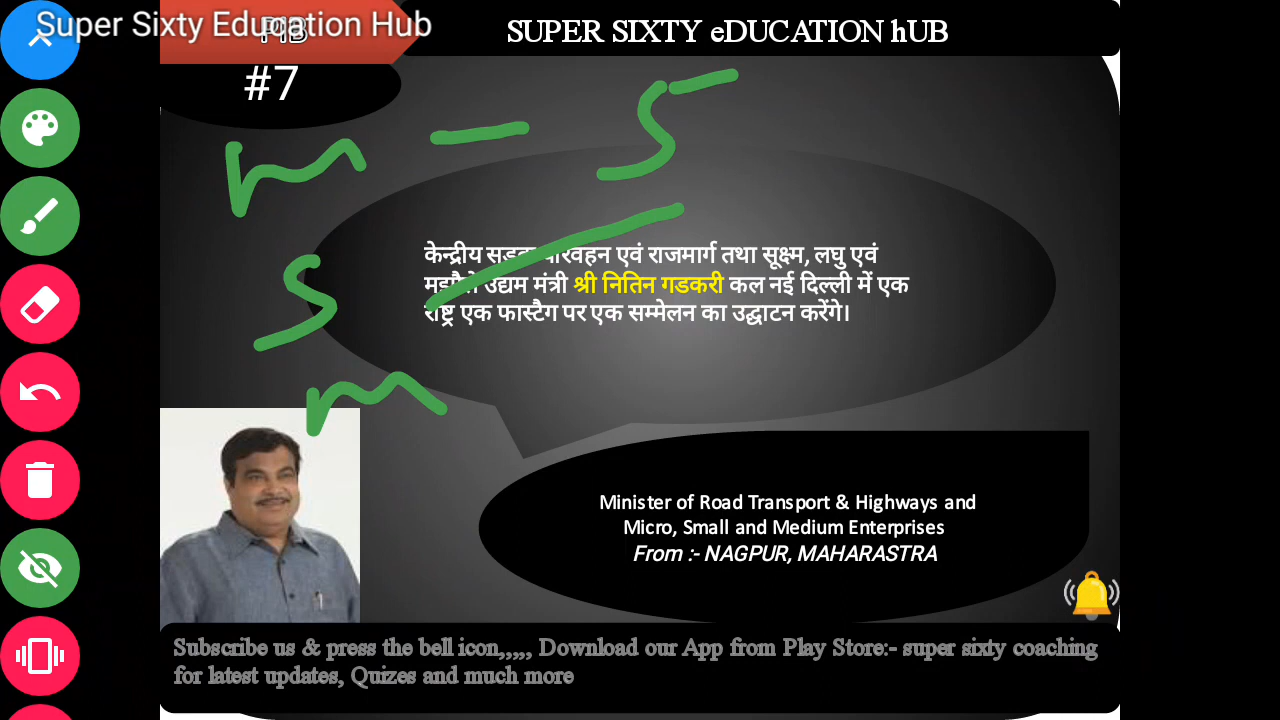 Super Sixty Education Hub
PIB
SUPER SIXTY eDUCATION hUB
#7
m - 5
केन्द्रीय सड़क परिवहन एवं राजमार्ग तथा सूक्ष्म, लघु एवं
मझौले उद्यम मंत्री श्री नितिन गडकरी कल नई दिल्ली में एक
राष्ट्र एक फास्टैग पर एक सम्मेलन का उद्घाटन करेंगे।
S
m
Minister of Road Transport & Highways and
Micro, Small and Medium Enterprises
From :- NAGPUR, MAHARASTRA
Subscribe us & press the bell icon,,,,, Download our App from Play Store:- super sixty coaching
for latest updates, Quizes and much more